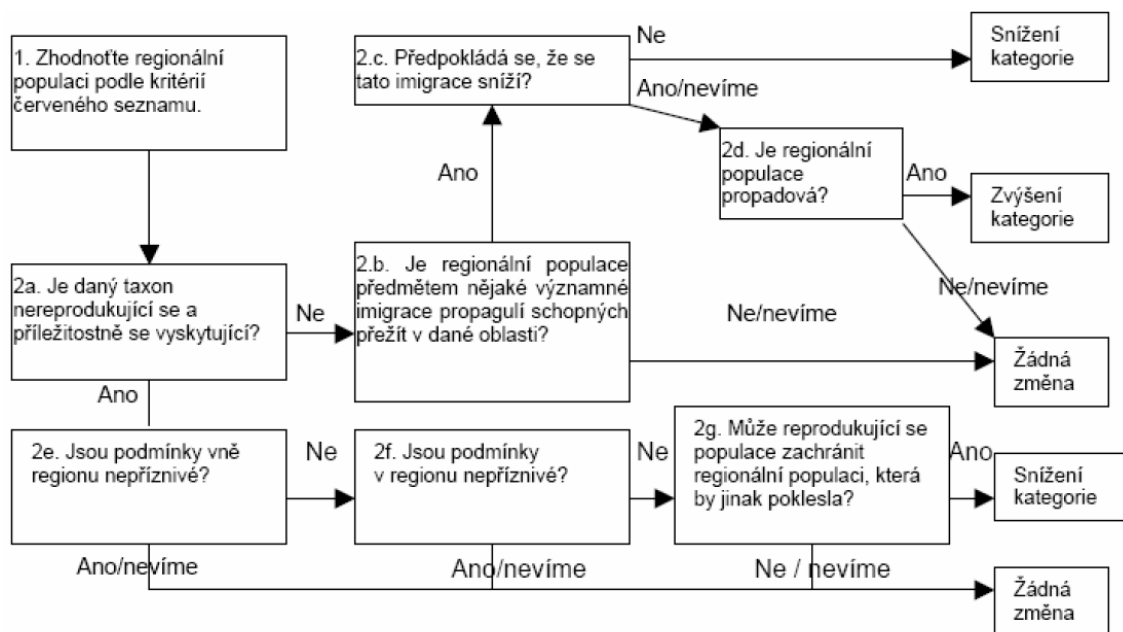 1. Zhodnoťte regionální
populaci podle kritérií
červeného seznamu.
2.c. Předpokládá se, že se
tato imigrace sníží?
Ne
Snížení
kategorie
Ano/nevíme
2d. Je regionální
populace
propadová?
Ano
Zvýšení
kategorie
Ano
2a. Je daný taxon
nereprodukující se a
příležitostně se vyskytující?
Ne
2.b. Je regionální populace
předmětem nějaké významné
imigrace propagulí schopných
přežít v dané oblasti?
Ne/nevíme
Ne/nevíme
Žádná
změna
Ano
2e. Jsou podmínky vně
regionu nepříznivé?
Ne
2f. Jsou podmínky
v regionu nepříznivé?
Ne
2g. Může reprodukující se
populace zachránit
regionální populaci, která
by jinak poklesla?
Ano
Snížení
kategorie
Ano/nevíme
Ano/nevíme
Ne / nevíme
Žádná
změna